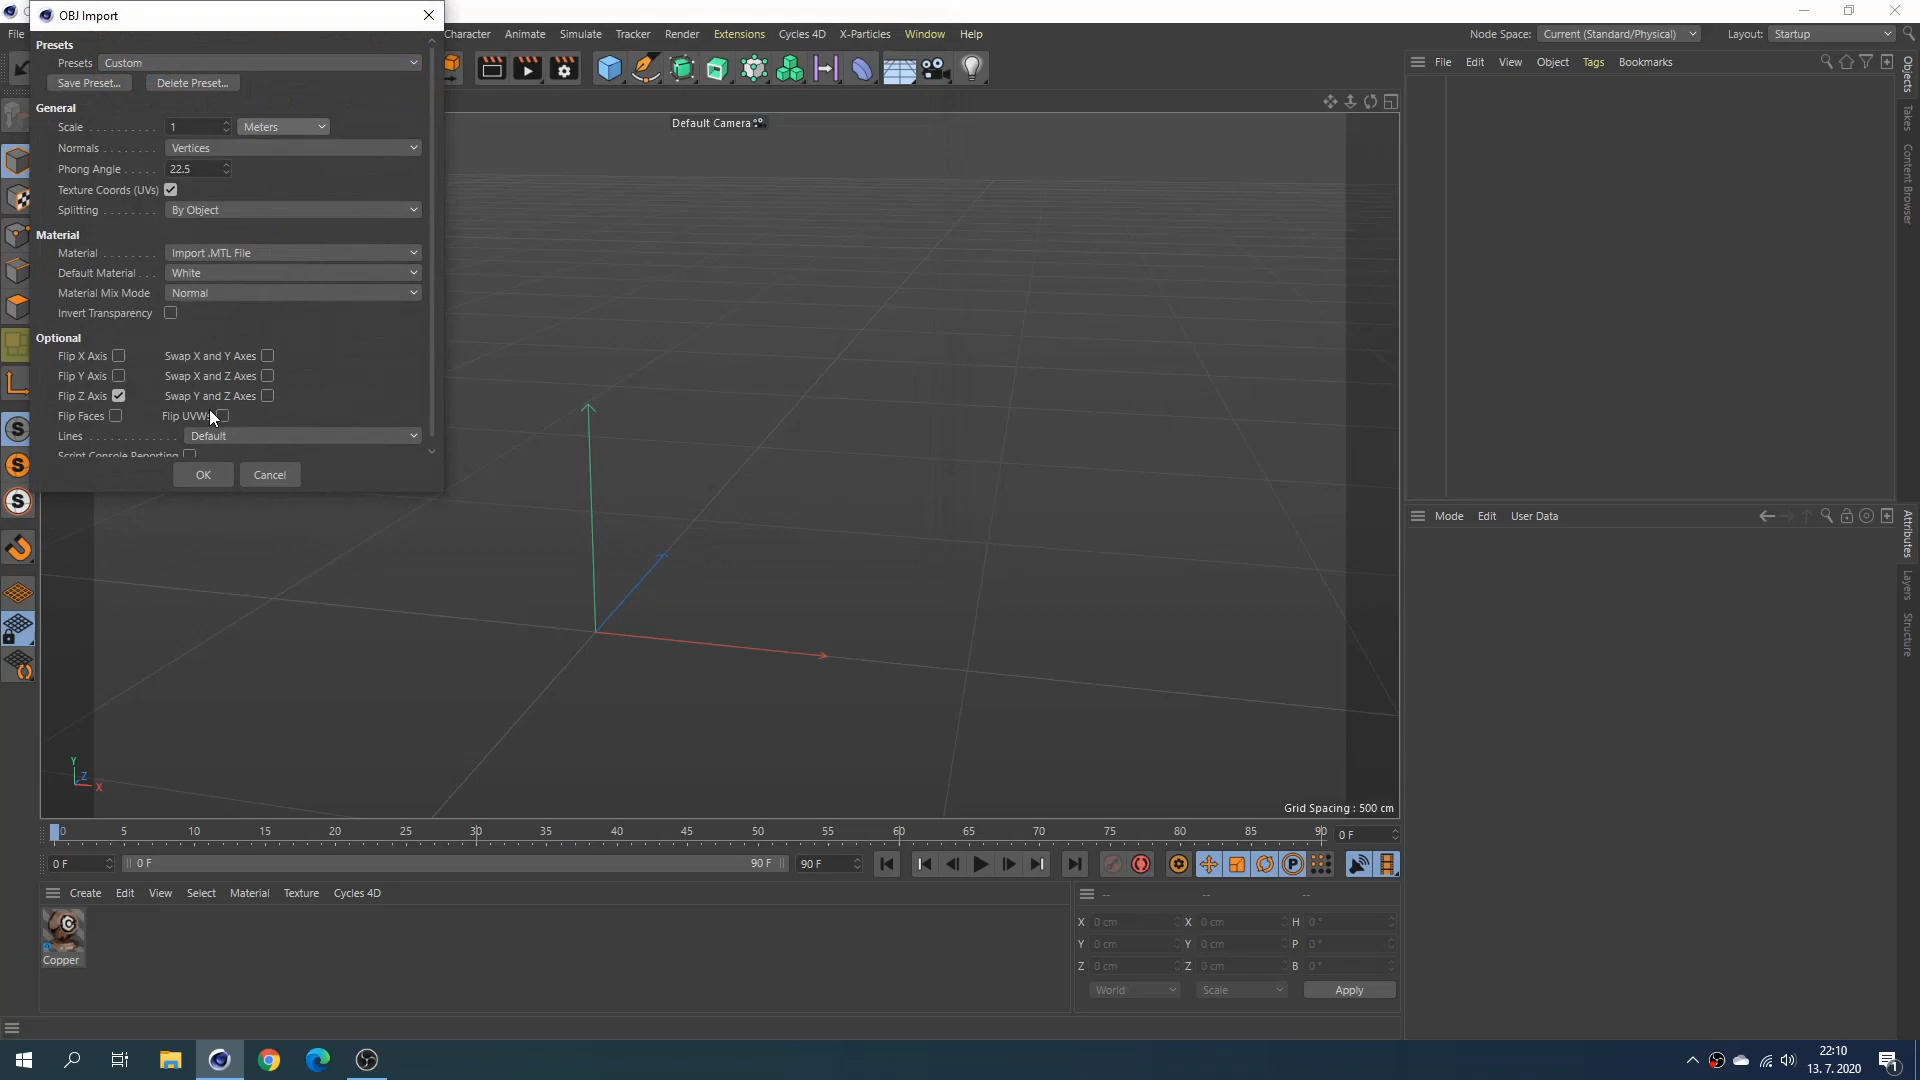 OBJ Import
Presets
Presets Custom
Save Preset... Delete Preset...
General
Scale . . . . . . . . . . 1 Meters
Normals . . . . . . . Vertices
Phong Angle . . . . . 22.5
Texture Coords (UVs)
Splitting . . . . . . . . By Object
Material
Material . . . . . . . Import .MTL File
Default Material . . . White
Material Mix Mode Normal
Invert Transparency
Optional
Flip X Axis Swap X and Y Axes
Flip Y Axis Swap X and Z Axes
Flip Z Axis Swap Y and Z Axes
Flip Faces Flip UVWs
Lines . . . . . . . . . . . . Default
Script Console Reporting
OK Cancel
File Character Animate Simulate Tracker Render Extensions Cycles 4D X-Particles Window Help
Node Space: Current (Standard/Physical) Layout: Startup
File Edit View Object Tags Bookmarks
Objects
Takes
Content Browser
Default Camera
Mode Edit User Data
Attributes
Layers
Structure
Y
Z
X
Grid Spacing : 500 cm
0 5 10 15 20 25 30 35 40 45 50 55 60 65 70 75 80 85 90 0 F
0 F 0 F 90 F 90 F
Create Edit View Select Material Texture Cycles 4D
Copper
-- -- --
X 0 cm X 0 cm H 0 °
Y 0 cm Y 0 cm P 0 °
Z 0 cm Z 0 cm B 0 °
World Scale Apply
22:10
13. 7. 2020
1